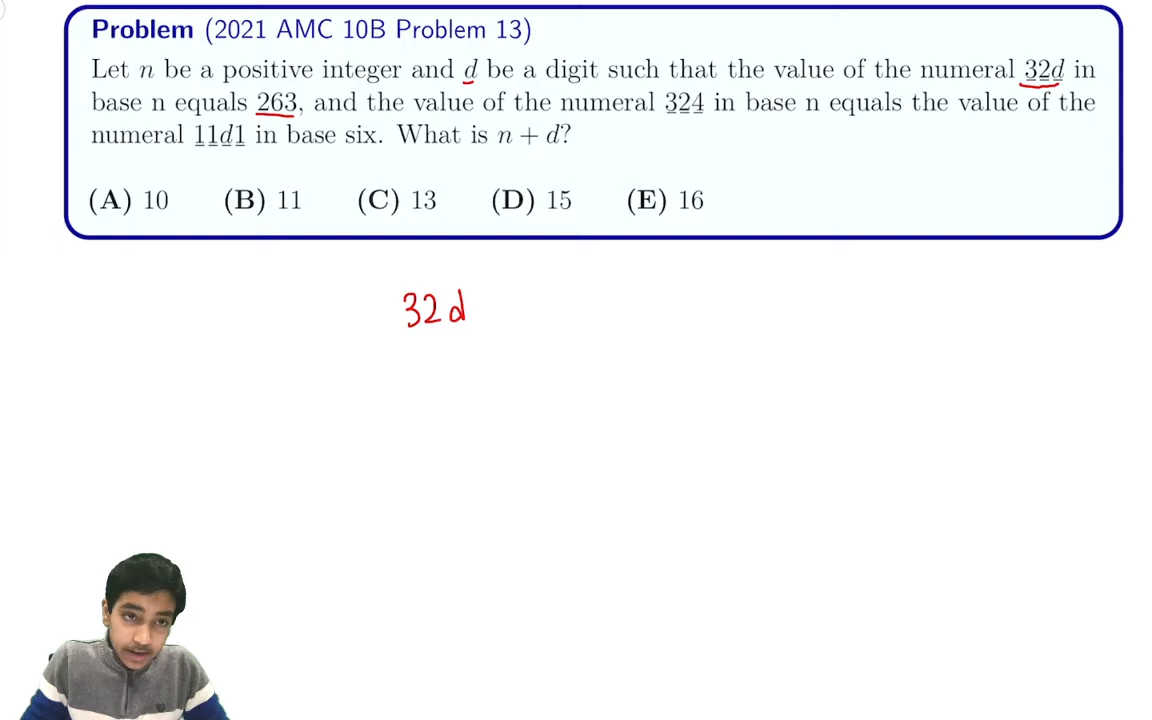 Problem (2021 AMC 10B Problem 13)
Let n be a positive integer and d be a digit such that the value of the numeral 32d in
base n equals 263, and the value of the numeral 324 in base n equals the value of the
numeral 11d1 in base six. What is n + d?
(A) 10 (B) 11 (C) 13 (D) 15 (E) 16
32d